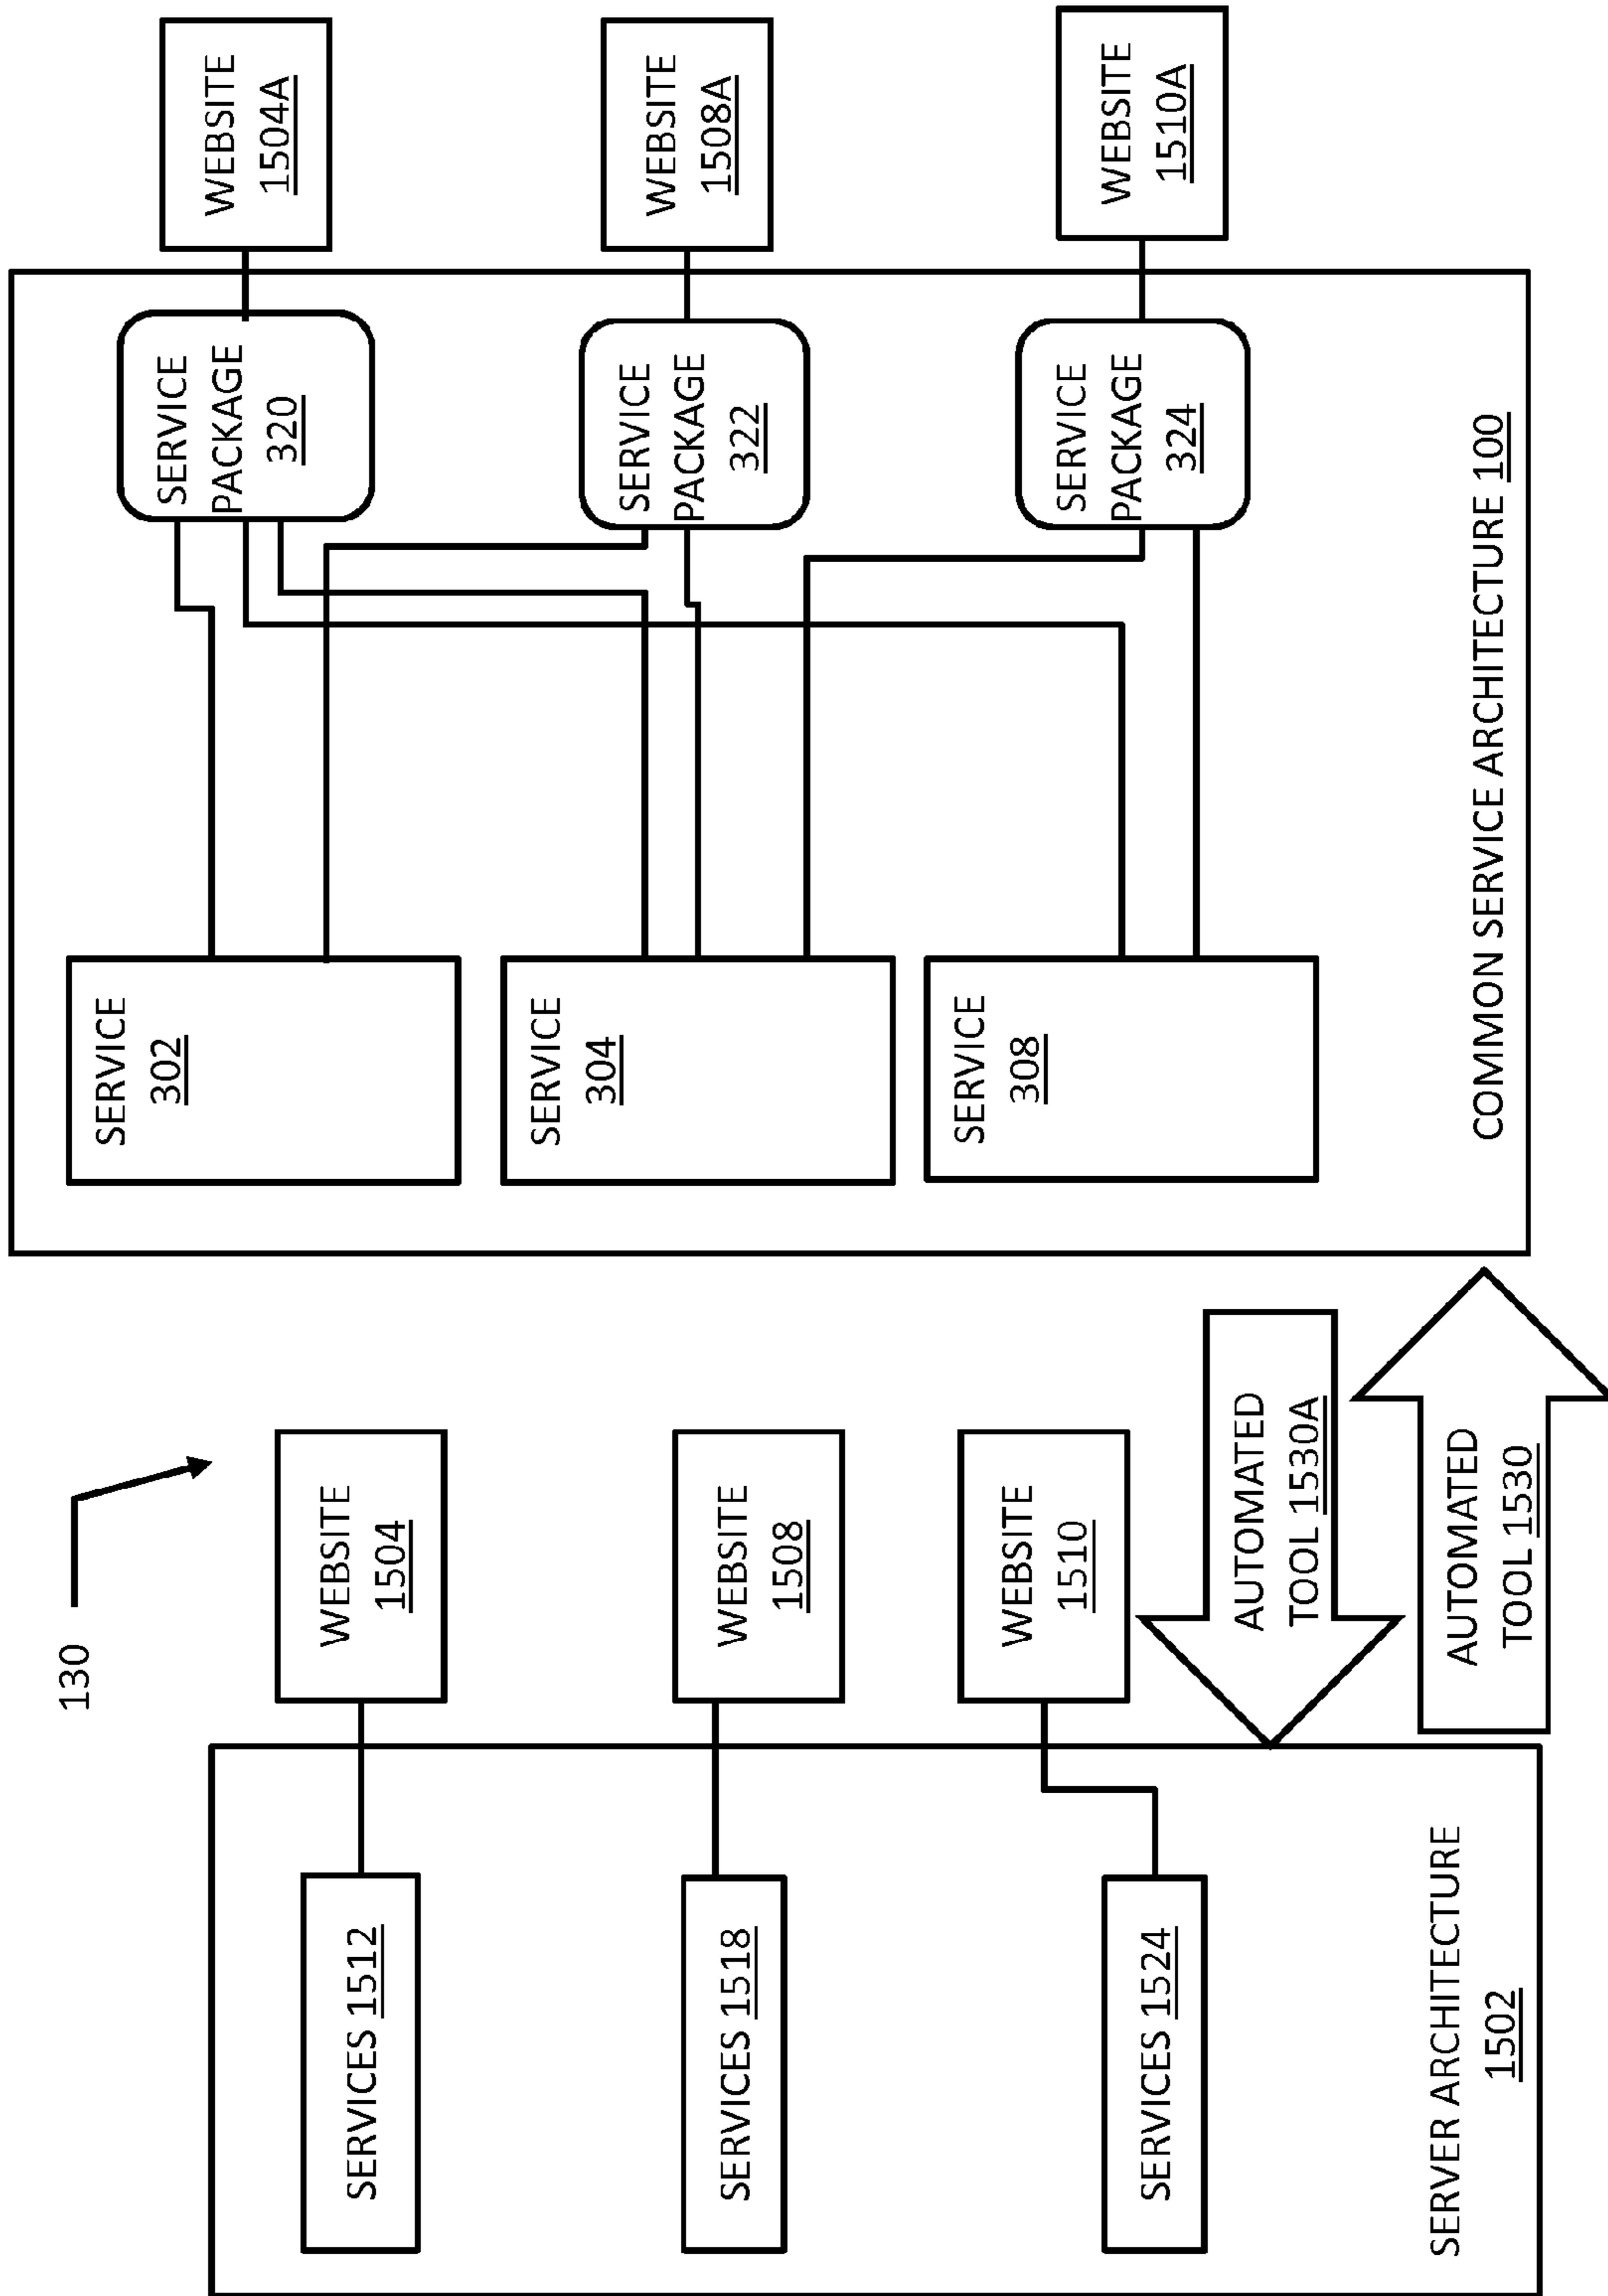 130
SERVICES 1512
WEBSITE
1504
SERVICES 1518
WEBSITE
1508
SERVICES 1524
WEBSITE
1510
SERVER ARCHITECTURE
1502
AUTOMATED
TOOL 1530A
AUTOMATED
TOOL 1530
SERVICE
302
SERVICE
304
SERVICE
308
SERVICE
PACKAGE
320
SERVICE
PACKAGE
322
SERVICE
PACKAGE
324
COMMON SERVICE ARCHITECTURE 100
WEBSITE
1504A
WEBSITE
1508A
WEBSITE
1510A